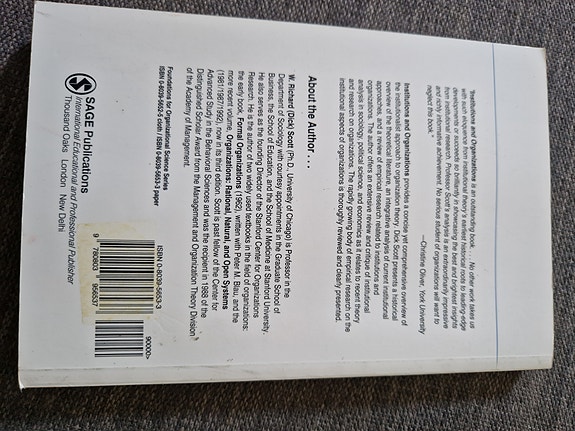 "Institutions and Organizations is an outstanding book. . . . No other work takes us
with such eloquence from institutional theory's earliest historical roots to leading-edge
developments or succeeds so brilliantly in showcasing the best and brightest insights
from institutional research. Professor Scott's analysis is an extraordinarily impressive
and highly informative achievement. No serious student of organizations will want to
neglect this book."
—Christine Oliver, York University
Institutions and Organizations provides a concise yet comprehensive overview of
the institutionalist approach to organization theory. Dick Scott presents a historical
overview of the theoretical literature, an integrative analysis of current institutional
approaches, and a review of empirical research related to institutions and
organizations. The author offers an extensive review and critique of institutional
analysis in sociology, political science, and economics as it relates to recent theory
and research on organizations. The rapidly growing body of empirical research on the
institutional aspects of organizations is thoroughly reviewed and clearly presented.
About the Author . . .
W. Richard (Dick) Scott (Ph.D., University of Chicago) is Professor in the
Department of Sociology with courtesy appointments in the Graduate School of
Business, the School of Education, and the School of Medicine at Stanford University.
He also serves as the founding Director of the Stanford Center for Organizations
Research. He is the author of two widely used textbooks in the field of organizations:
the early book, Formal Organizations (1962), written with Peter M. Blau, and the
more recent volume, Organizations: Rational, Natural, and Open Systems
(1981/1987/1992), now in its third edition. Scott is past fellow of the Center for
Advanced Study in the Behavioral Sciences and was the recipient in 1988 of the
Distinguished Scholar Award from the Management and Organization Theory Division
of the Academy of Management.
Foundations for Organizational Science Series
ISBN 0-8039-5652-5 cloth / ISBN 0-8039-5653-3 paper
SAGE Publications
International Educational and Professional Publisher
Thousand Oaks London New Delhi
ISBN 0-8039-5653-3
90000>
9 780803 956537